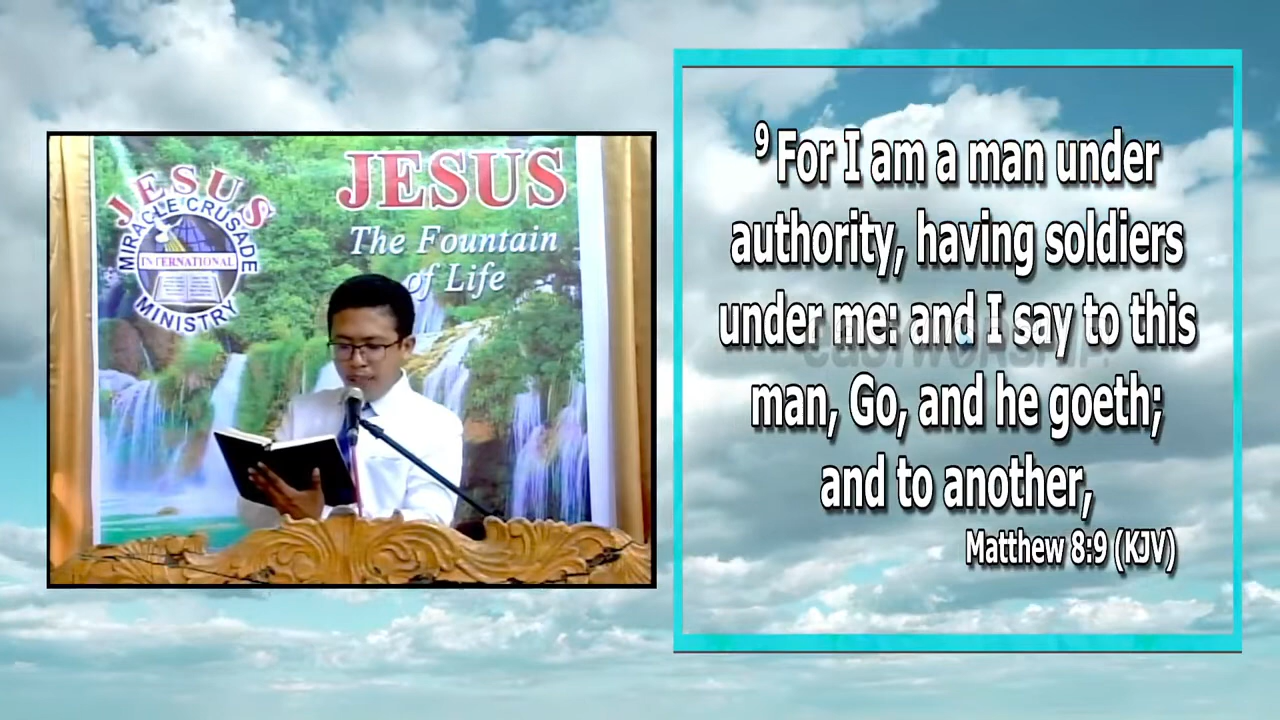 JESUS
MIRACLE CRUSADE
INTERNATIONAL
MINISTRY
JESUS
The Fountain
of Life
9 For I am a man under
authority, having soldiers
under me: and I say to this
man, Go, and he goeth;
and to another,
Matthew 8:9 (KJV)